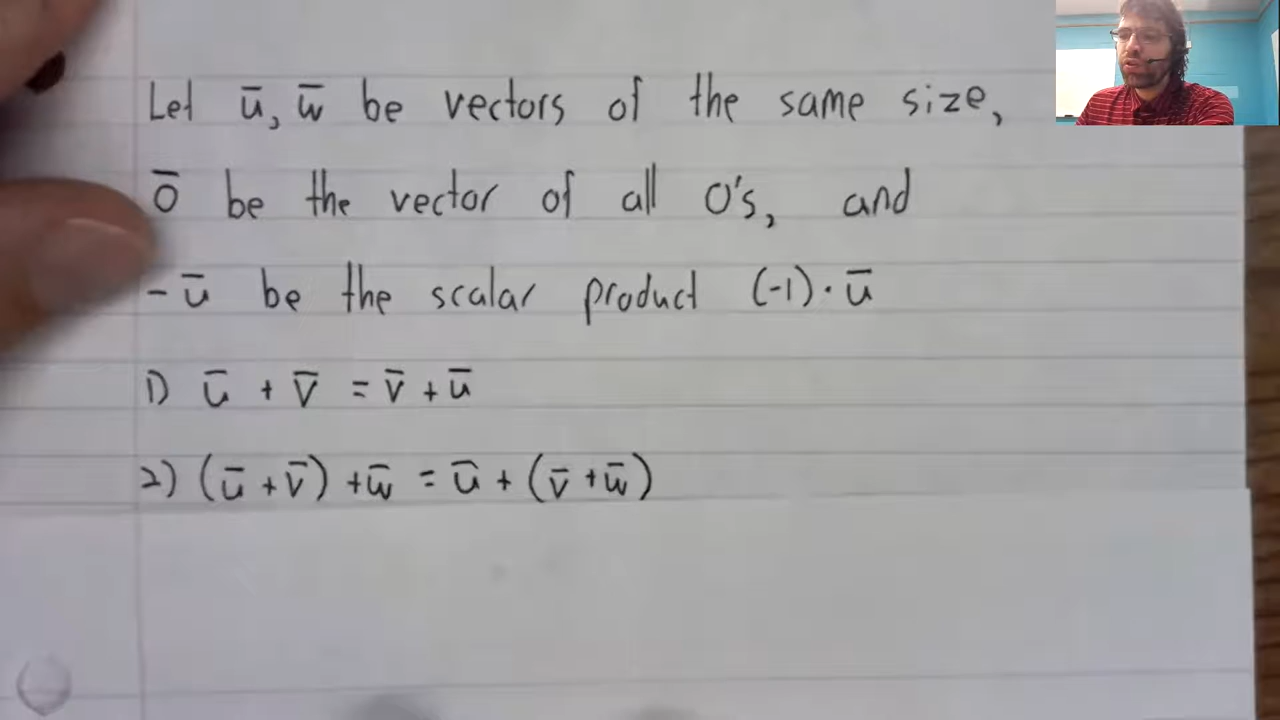 Let ū, w̄ be vectors of the same size,
ō be the vector of all 0's, and
-ū be the scalar product (-1)·ū
1) ū + v̄ = v̄ + ū
2) (ū + v̄) + w̄ = ū + (v̄ + w̄)